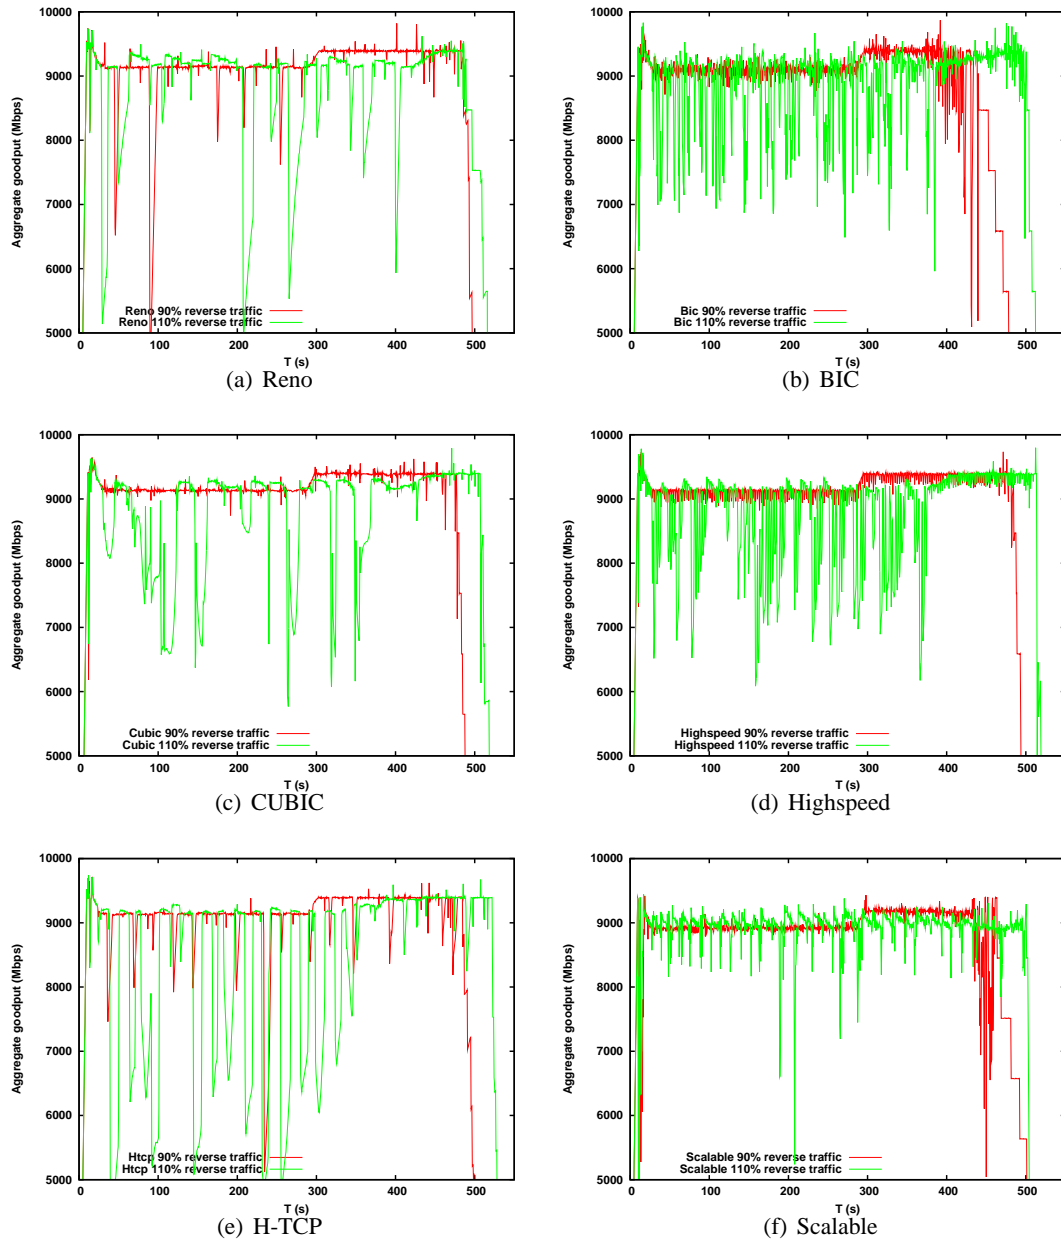 10000
9000
8000
7000
6000
5000
Aggregate goodput (Mbps)
Reno 90% reverse traffic
Reno 110% reverse traffic
0 100 200 300 400 500
T (s)
(a) Reno
10000
9000
8000
7000
6000
5000
Aggregate goodput (Mbps)
Bic 90% reverse traffic
Bic 110% reverse traffic
0 100 200 300 400 500
T (s)
(b) BIC
10000
9000
8000
7000
6000
5000
Aggregate goodput (Mbps)
Cubic 90% reverse traffic
Cubic 110% reverse traffic
0 100 200 300 400 500
T (s)
(c) CUBIC
10000
9000
8000
7000
6000
5000
Aggregate goodput (Mbps)
Highspeed 90% reverse traffic
Highspeed 110% reverse traffic
0 100 200 300 400 500
T (s)
(d) Highspeed
10000
9000
8000
7000
6000
5000
Aggregate goodput (Mbps)
Htcp 90% reverse traffic
Htcp 110% reverse traffic
0 100 200 300 400 500
T (s)
(e) H-TCP
10000
9000
8000
7000
6000
5000
Aggregate goodput (Mbps)
Scalable 90% reverse traffic
Scalable 110% reverse traffic
0 100 200 300 400 500
T (s)
(f) Scalable